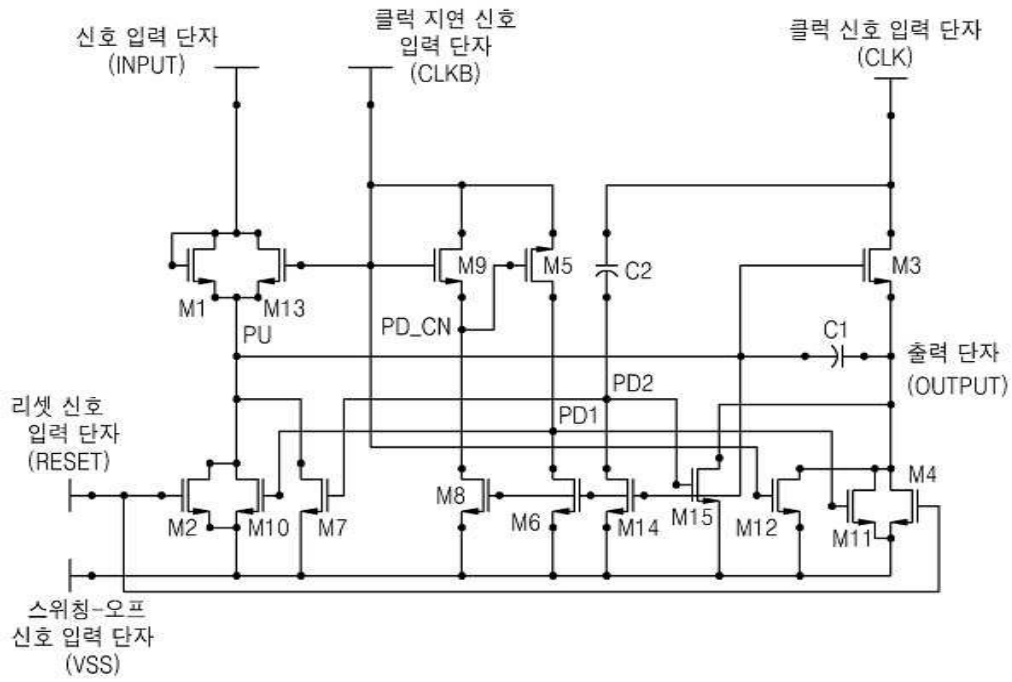 신호 입력 단자
(INPUT)
클럭 지연 신호
입력 단자
(CLKB)
클럭 신호 입력 단자
(CLK)
M1
M13
M9
M5
C2
M3
PU
PD_CN
C1
출력 단자
(OUTPUT)
PD2
PD1
리셋 신호
입력 단자
(RESET)
M2
M10
M7
M8
M6
M14
M15
M12
M11
M4
스위칭-오프
신호 입력 단자
(VSS)